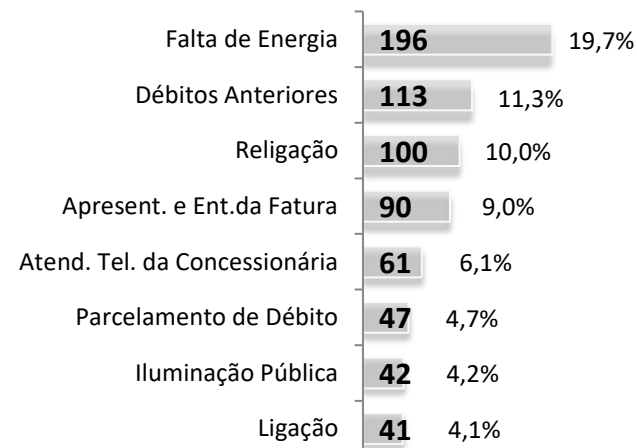 Falta de Energia 196 19,7%
Débitos Anteriores 113 11,3%
Religação 100 10,0%
Apresent. e Ent.da Fatura 90 9,0%
Atend. Tel. da Concessionária 61 6,1%
Parcelamento de Débito 47 4,7%
Iluminação Pública 42 4,2%
Ligação 41 4,1%